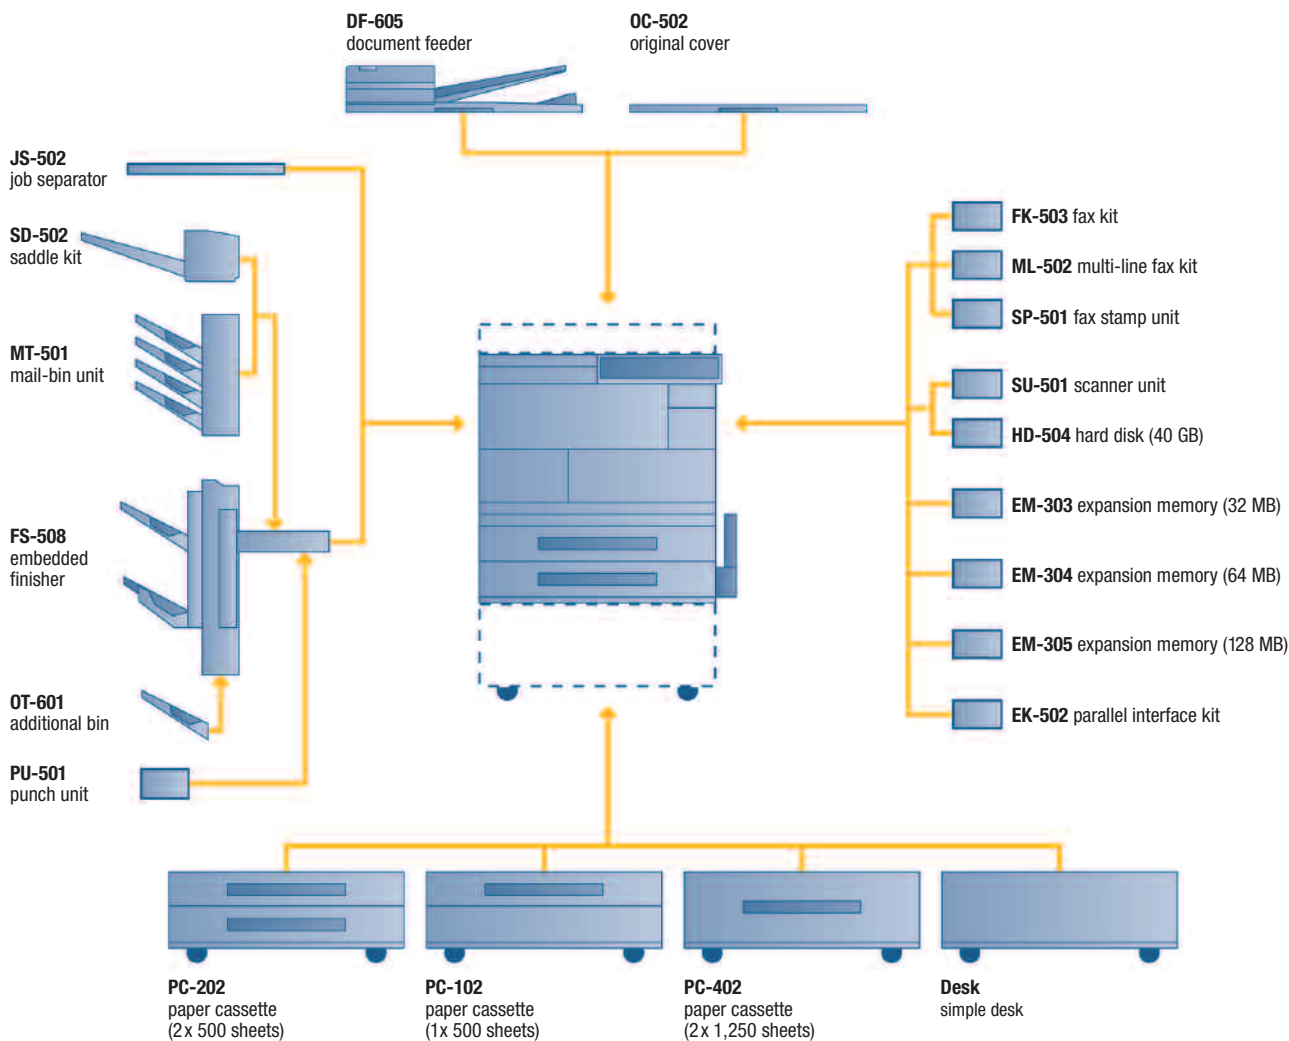 DF-605
document feeder
OC-502
original cover
JS-502
job separator
SD-502
saddle kit
MT-501
mail-bin unit
FS-508
embedded
finisher
OT-601
additional bin
PU-501
punch unit
FK-503 fax kit
ML-502 multi-line fax kit
SP-501 fax stamp unit
SU-501 scanner unit
HD-504 hard disk (40 GB)
EM-303 expansion memory (32 MB)
EM-304 expansion memory (64 MB)
EM-305 expansion memory (128 MB)
EK-502 parallel interface kit
PC-202
paper cassette
(2x 500 sheets)
PC-102
paper cassette
(1x 500 sheets)
PC-402
paper cassette
(2x 1,250 sheets)
Desk
simple desk